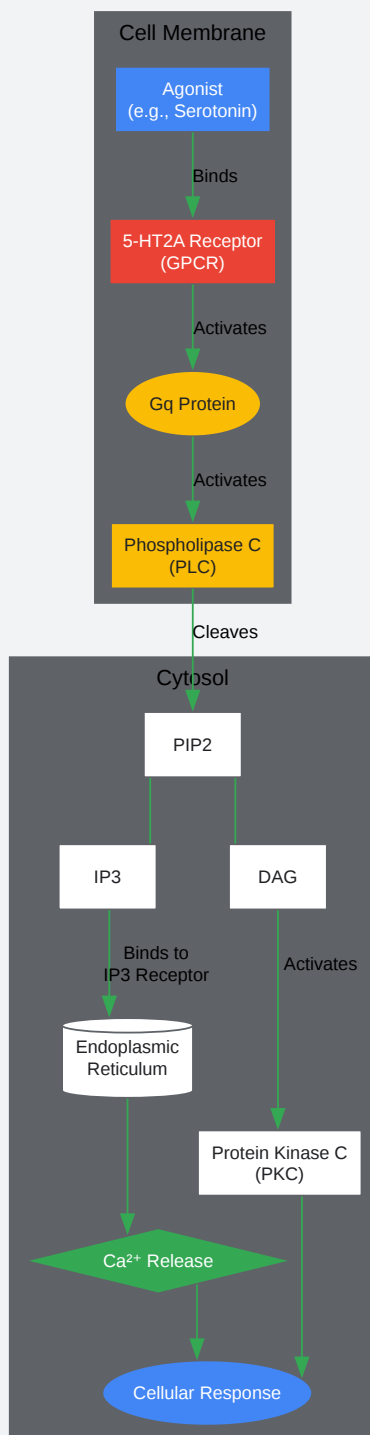 Cell Membrane
Agonist
(e.g., Serotonin)
Binds
5-HT2A Receptor
(GPCR)
Activates
Gq Protein
Activates
Phospholipase C
(PLC)
Cleaves
Cytosol
PIP2
IP3
DAG
Binds to
IP3 Receptor
Activates
Endoplasmic
Reticulum
Protein Kinase C
(PKC)
Ca²⁺ Release
Cellular Response